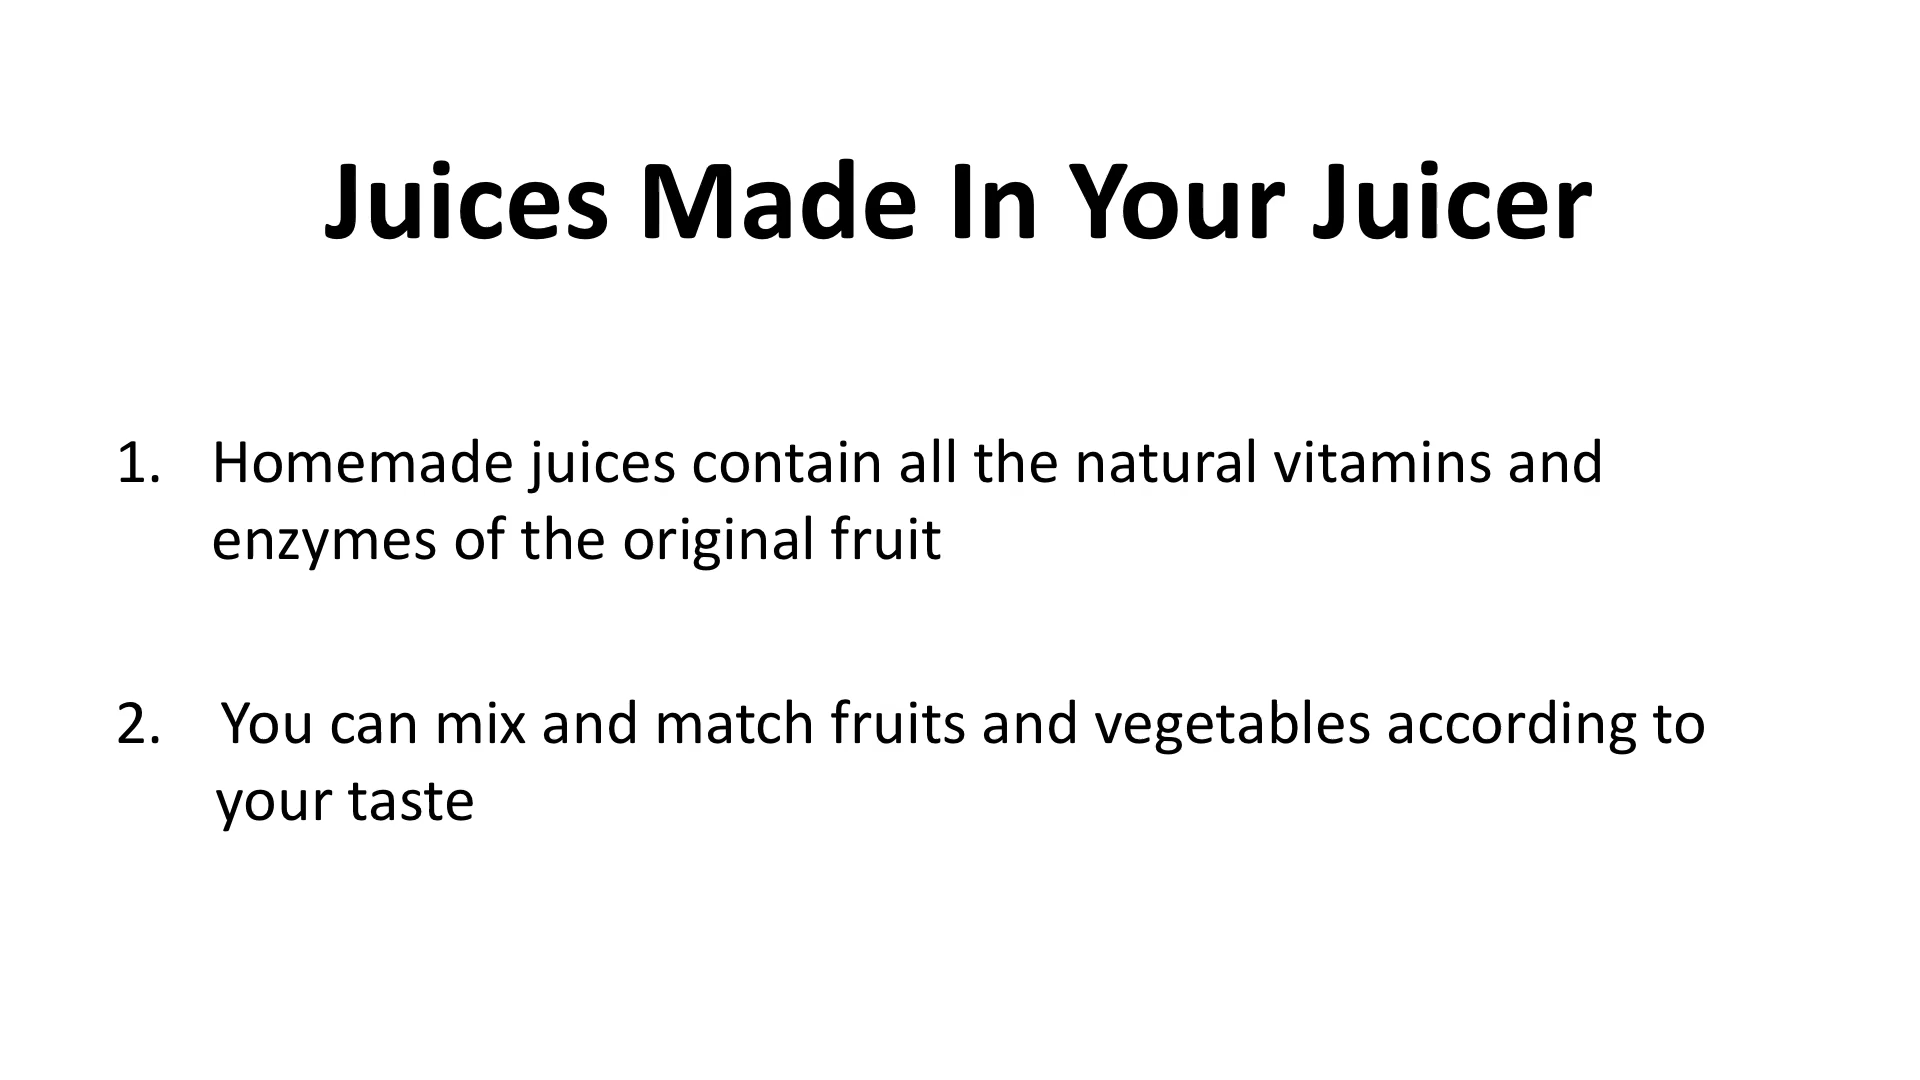 Juices Made In Your Juicer
1. Homemade juices contain all the natural vitamins and
enzymes of the original fruit
2. You can mix and match fruits and vegetables according to
your taste